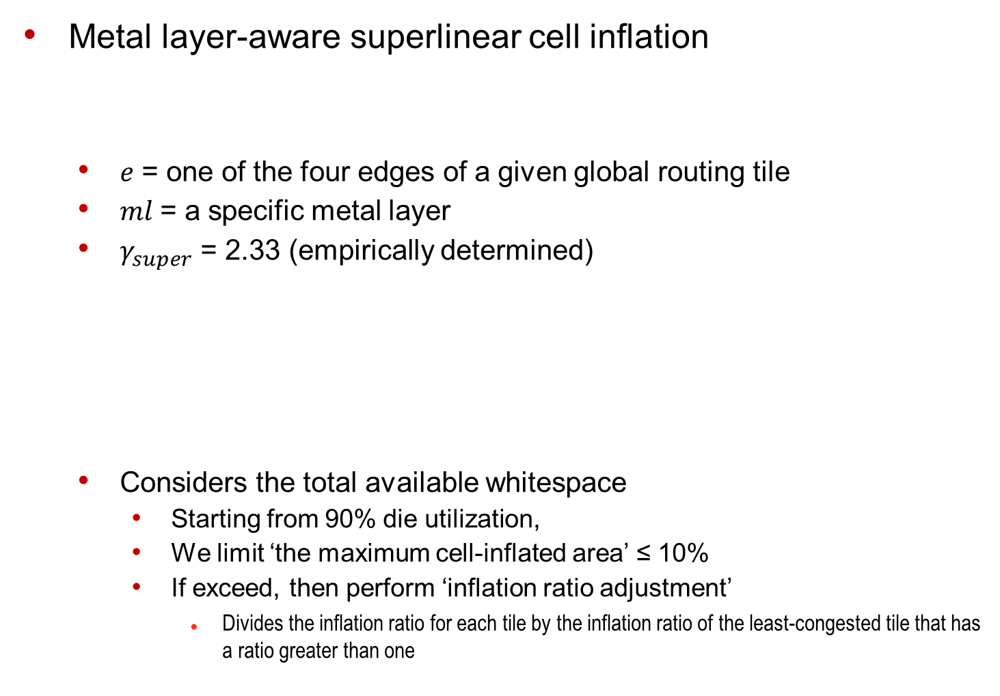 • Metal layer-aware superlinear cell inflation
• e = one of the four edges of a given global routing tile
• ml = a specific metal layer
• γsuper = 2.33 (empirically determined)
• Considers the total available whitespace
• Starting from 90% die utilization,
• We limit ‘the maximum cell-inflated area’ ≤ 10%
• If exceed, then perform ‘inflation ratio adjustment’
• Divides the inflation ratio for each tile by the inflation ratio of the least-congested tile that has
a ratio greater than one